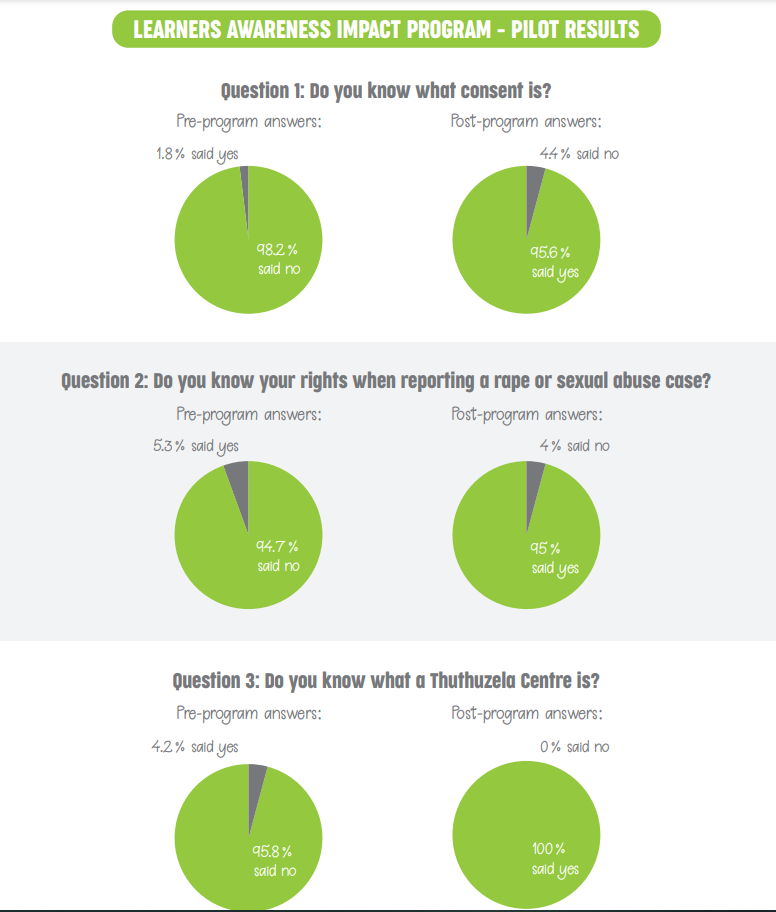 LEARNERS AWARENESS IMPACT PROGRAM - PILOT RESULTS
Question 1: Do you know what consent is?
Pre-program answers:
1.8% said yes
98.2%
said no
Post-program answers:
4.4% said no
95.6%
said yes
Question 2: Do you know your rights when reporting a rape or sexual abuse case?
Pre-program answers:
5.3% said yes
94.7%
said no
Post-program answers:
4% said no
95%
said yes
Question 3: Do you know what a Thuthuzela Centre is?
Pre-program answers:
4.2% said yes
95.8%
said no
Post-program answers:
0% said no
100%
said yes